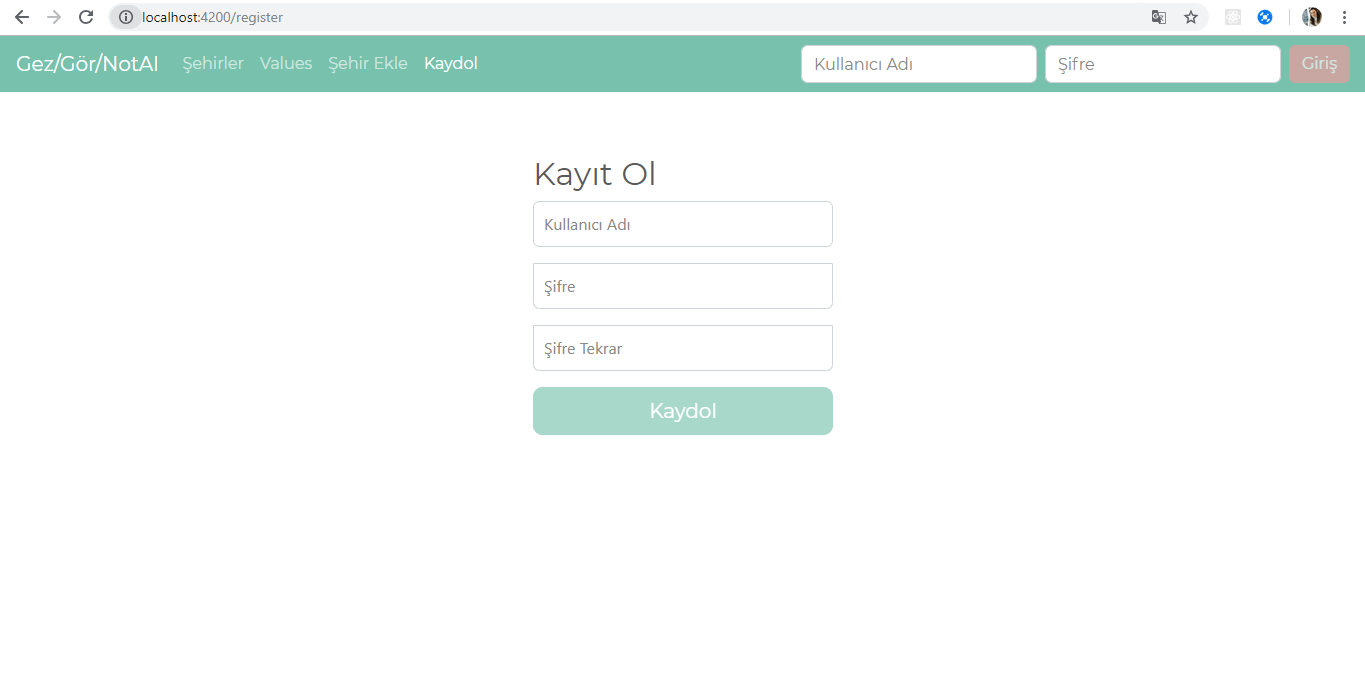 localhost:4200/register
Gez/Gör/NotAl Şehirler Values Şehir Ekle Kaydol Kullanıcı Adı Şifre Giriş
Kayıt Ol
Kullanıcı Adı
Şifre
Şifre Tekrar
Kaydol